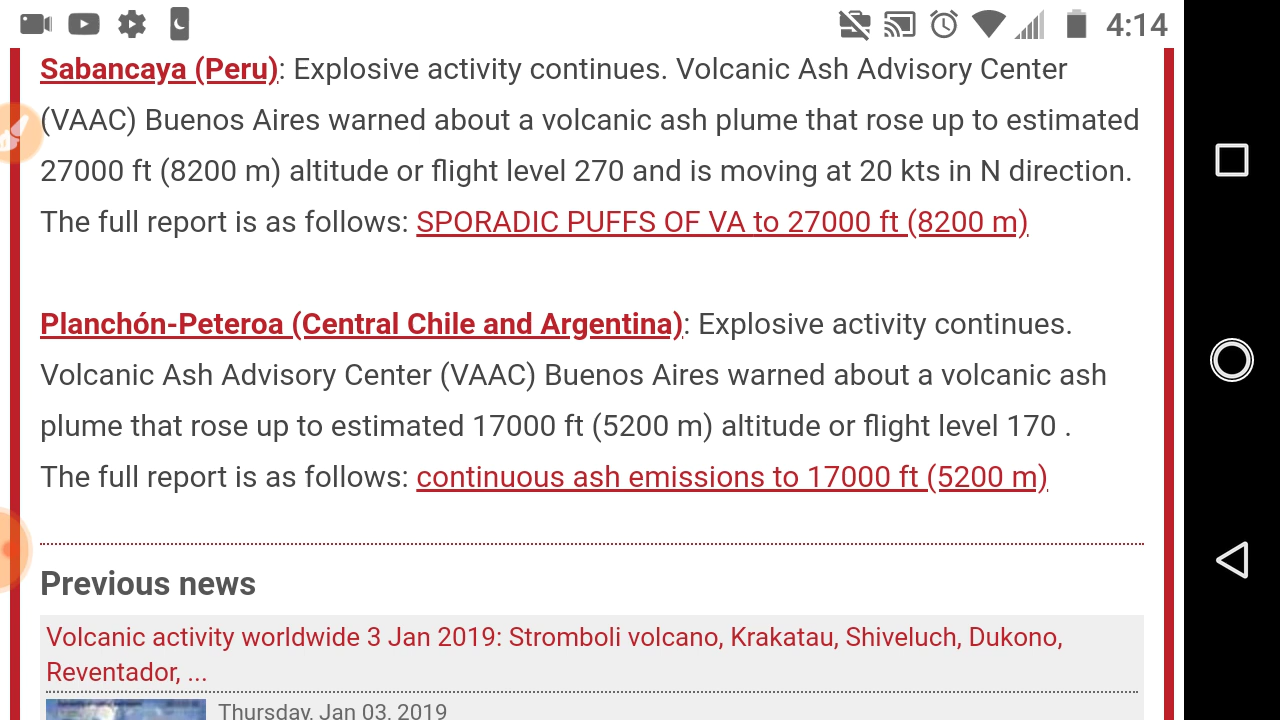 4:14
Sabancaya (Peru): Explosive activity continues. Volcanic Ash Advisory Center
(VAAC) Buenos Aires warned about a volcanic ash plume that rose up to estimated
27000 ft (8200 m) altitude or flight level 270 and is moving at 20 kts in N direction.
The full report is as follows: SPORADIC PUFFS OF VA to 27000 ft (8200 m)
Planchón-Peteroa (Central Chile and Argentina): Explosive activity continues.
Volcanic Ash Advisory Center (VAAC) Buenos Aires warned about a volcanic ash
plume that rose up to estimated 17000 ft (5200 m) altitude or flight level 170 .
The full report is as follows: continuous ash emissions to 17000 ft (5200 m)
Previous news
Volcanic activity worldwide 3 Jan 2019: Stromboli volcano, Krakatau, Shiveluch, Dukono,
Reventador, ...
Thursday, Jan 03, 2019